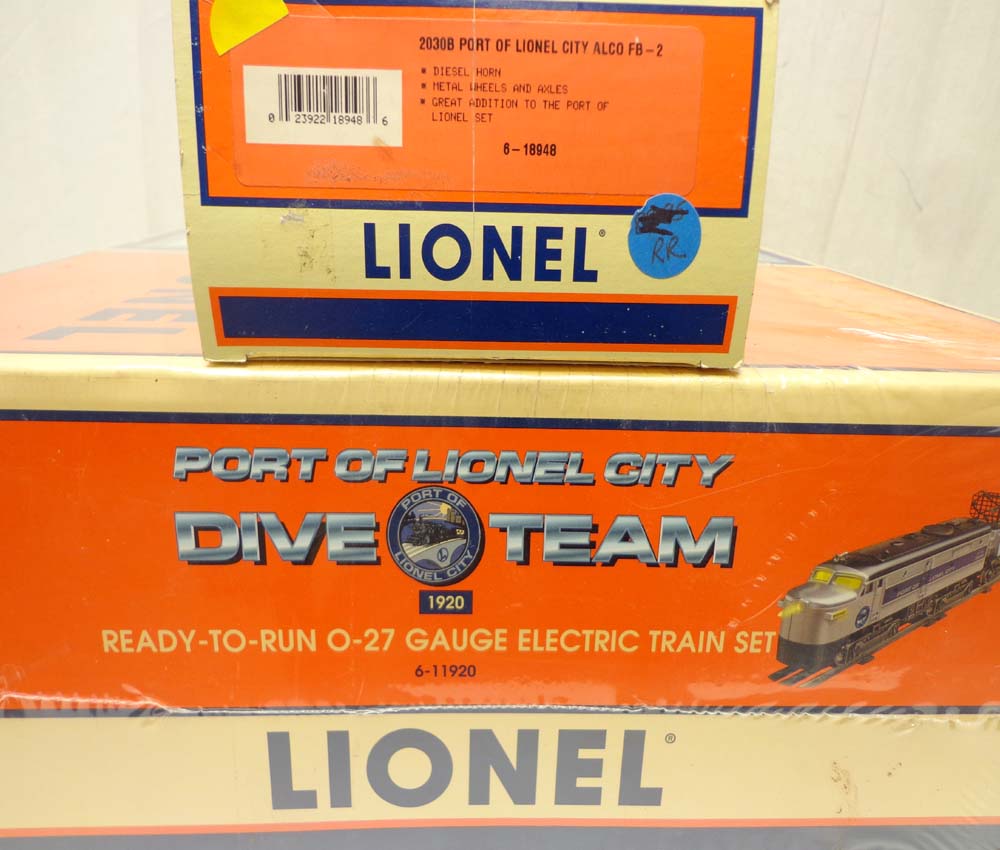 2030B PORT OF LIONEL CITY ALCO FB-2
* DIESEL HORN
* METAL WHEELS AND AXLES
* GREAT ADDITION TO THE PORT OF
LIONEL SET
0 23922 18948 6
6-18948
LIONEL®
RR.
LIONEL
PORT OF LIONEL CITY
DIVE TEAM
PORT OF
LIONEL CITY
1920
READY-TO-RUN O-27 GAUGE ELECTRIC TRAIN SET
6-11920
LIONEL®